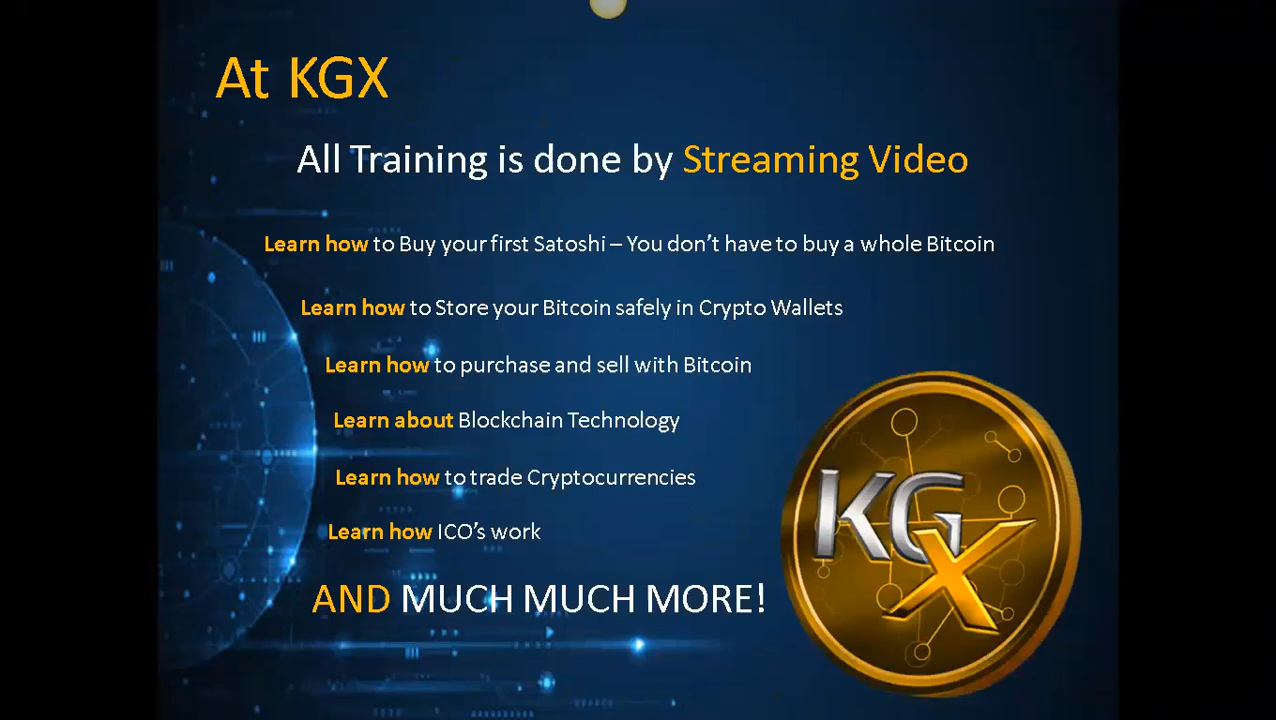 At KGX
All Training is done by Streaming Video
Learn how to Buy your first Satoshi – You don't have to buy a whole Bitcoin
Learn how to Store your Bitcoin safely in Crypto Wallets
Learn how to purchase and sell with Bitcoin
Learn about Blockchain Technology
Learn how to trade Cryptocurrencies
Learn how ICO's work
AND MUCH MUCH MORE!
KGX